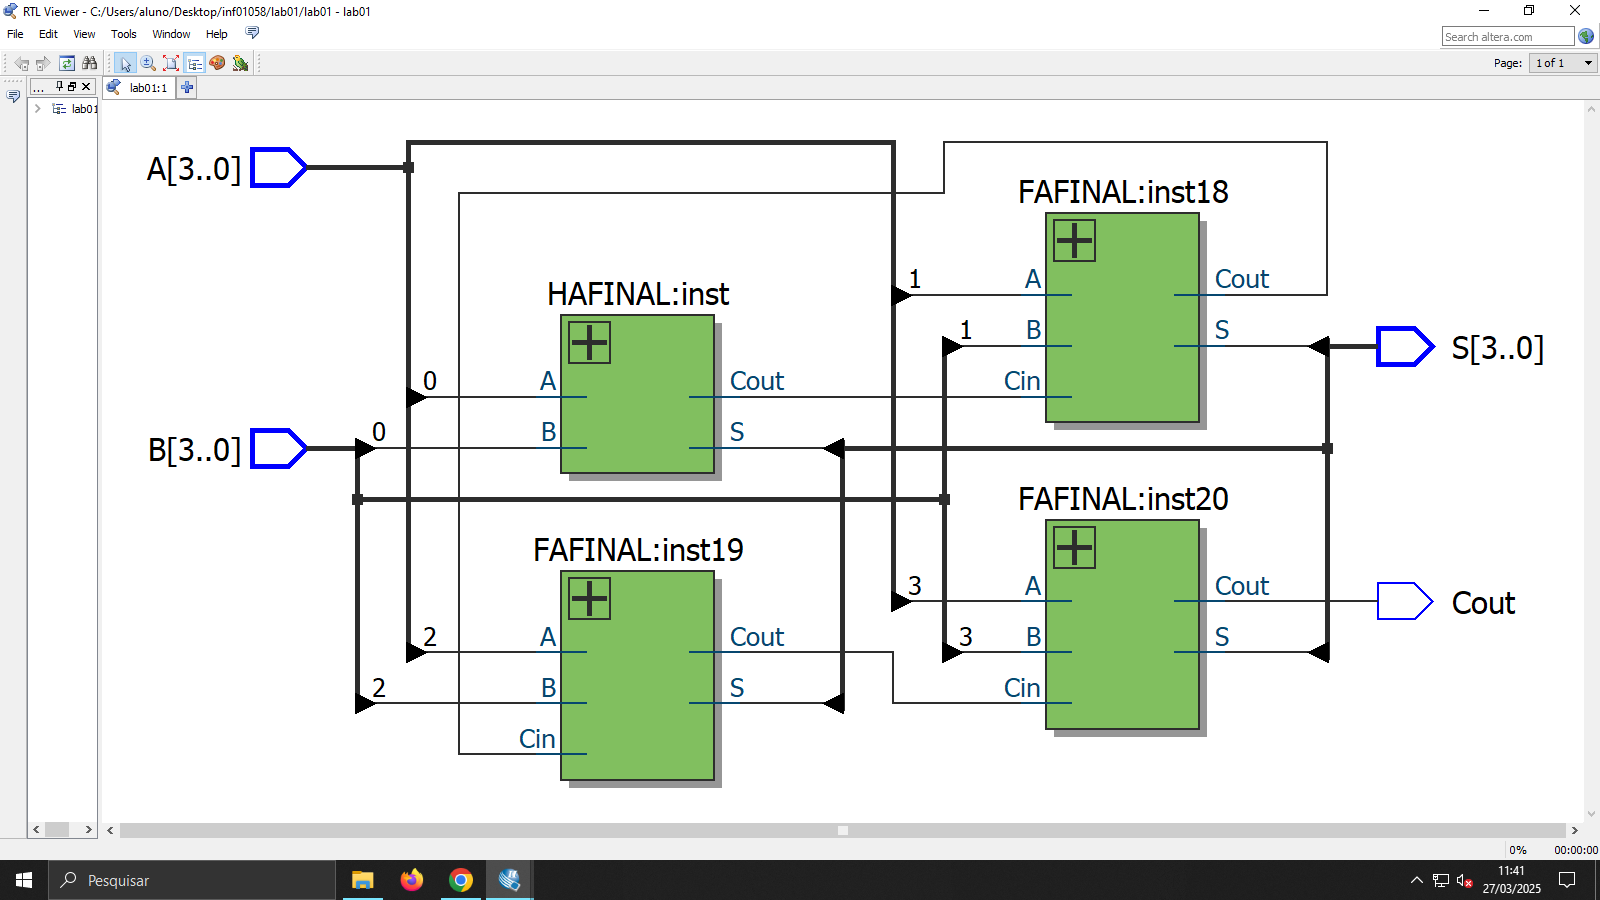 RTL Viewer - C:/Users/aluno/Desktop/inf01058/lab01/lab01 - lab01
File Edit View Tools Window Help
Search altera.com
Page: 1 of 1
... lab01:1
lab01
A[3..0]
FAFINAL:inst18
1 A Cout
HAFINAL:inst
1 B S
S[3..0]
0 A Cout
Cin
B[3..0]
0 B S
FAFINAL:inst20
FAFINAL:inst19
3 A Cout
Cout
2 A Cout
3 B S
2 B S
Cin
Cin
0% 00:00:00
Pesquisar
11:41
27/03/2025